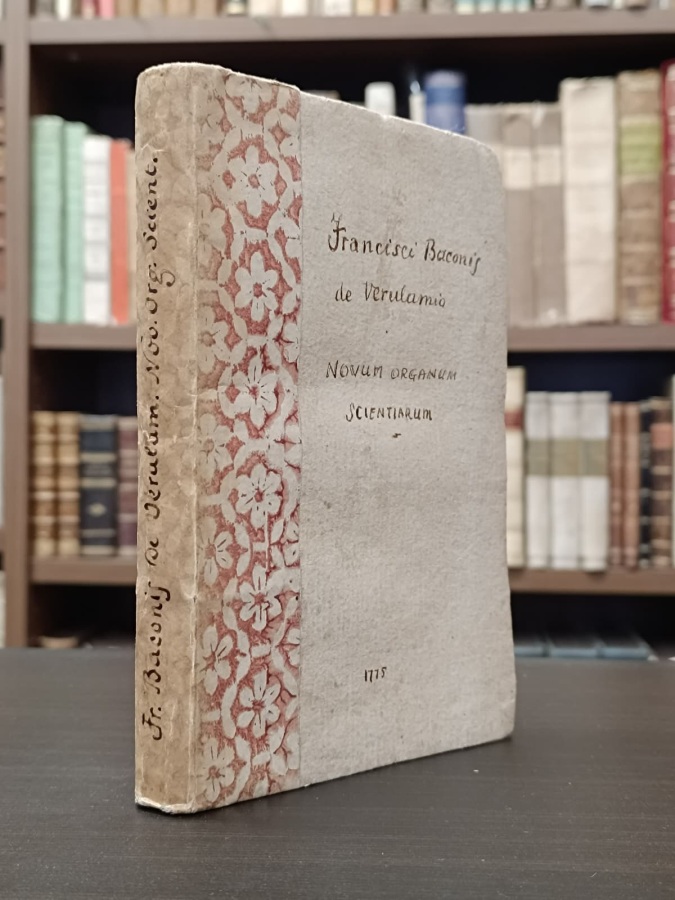 Fr. Baconis de Verulam. Nov. Org. Scient.
Francisci Baconis
de Verulamio
NOVUM ORGANUM
SCIENTIARUM
1775